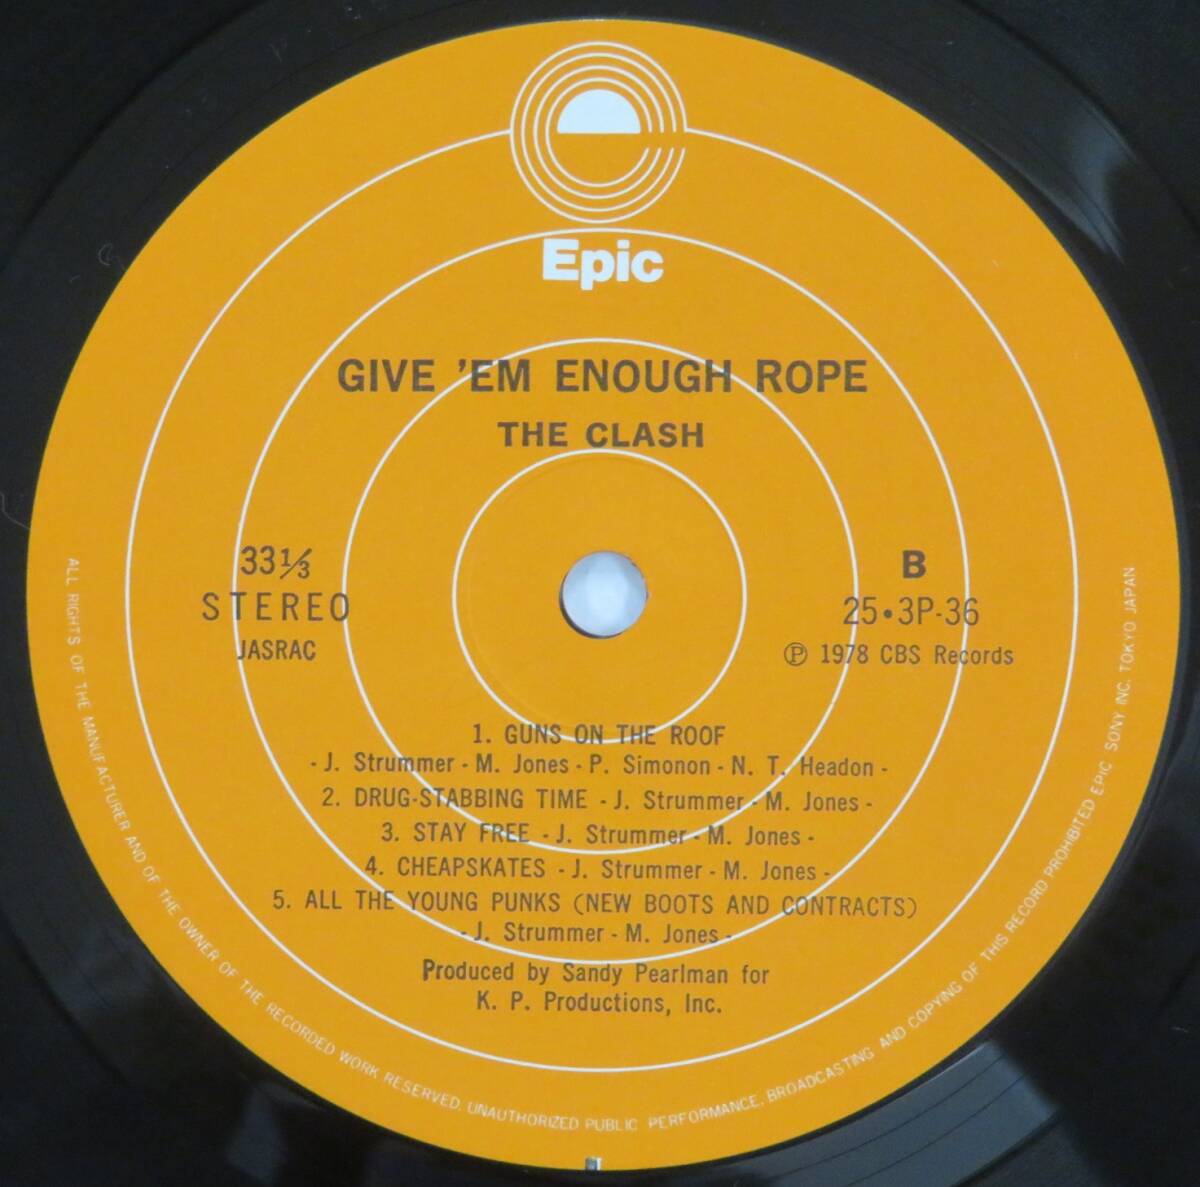 Epic
GIVE 'EM ENOUGH ROPE
THE CLASH
33⅓
STEREO
JASRAC
B
25•3P-36
Ⓟ 1978 CBS Records
1. GUNS ON THE ROOF
- J. Strummer - M. Jones - P. Simonon - N. T. Headon -
2. DRUG-STABBING TIME - J. Strummer - M. Jones -
3. STAY FREE - J. Strummer - M. Jones -
4. CHEAPSKATES - J. Strummer - M. Jones -
5. ALL THE YOUNG PUNKS (NEW BOOTS AND CONTRACTS)
- J. Strummer - M. Jones -
Produced by Sandy Pearlman for
K. P. Productions, Inc.
ALL RIGHTS OF THE MANUFACTURER AND OF THE OWNER OF THE RECORDED WORK RESERVED. UNAUTHORIZED PUBLIC PERFORMANCE, BROADCASTING AND COPYING OF THIS RECORD PROHIBITED EPIC SONY INC. TOKYO JAPAN